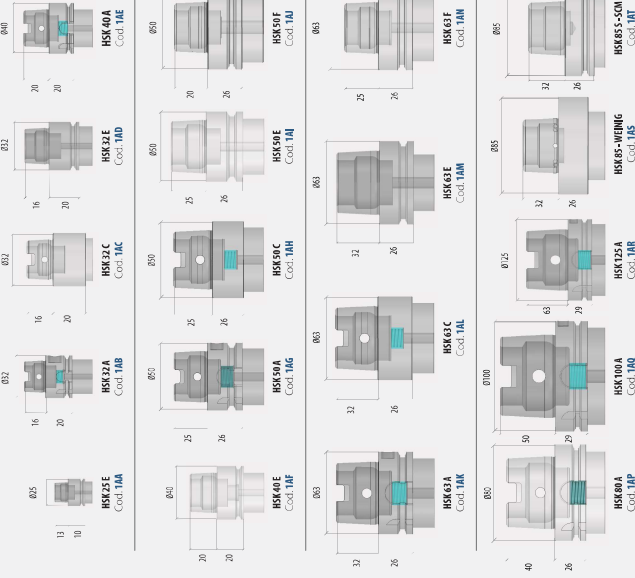 Ø25
13
10
HSK 25 E
Cod. 1AA
Ø32
16
20
HSK 32 A
Cod. 1AB
Ø32
16
20
HSK 32 C
Cod. 1AC
Ø32
16
20
HSK 32 E
Cod. 1AD
Ø40
20
20
HSK 40 A
Cod. 1AE
Ø40
20
20
HSK 40 E
Cod. 1AF
Ø50
25
26
HSK 50 A
Cod. 1AG
Ø50
25
26
HSK 50 C
Cod. 1AH
Ø50
25
26
HSK 50 E
Cod. 1AI
Ø50
20
26
HSK 50 F
Cod. 1AJ
Ø63
32
26
HSK 63 A
Cod. 1AK
Ø63
32
26
HSK 63 C
Cod. 1AL
Ø63
32
26
HSK 63 E
Cod. 1AM
Ø63
25
26
HSK 63 F
Cod. 1AN
Ø80
40
26
HSK 80 A
Cod. 1AP
Ø100
50
29
HSK 100 A
Cod. 1AQ
Ø125
63
29
HSK 125 A
Cod. 1AR
Ø85
32
26
HSK 85 - WEINIG
Cod. 1AS
Ø85
32
26
HSK 85 S - SCM
Cod. 1AT